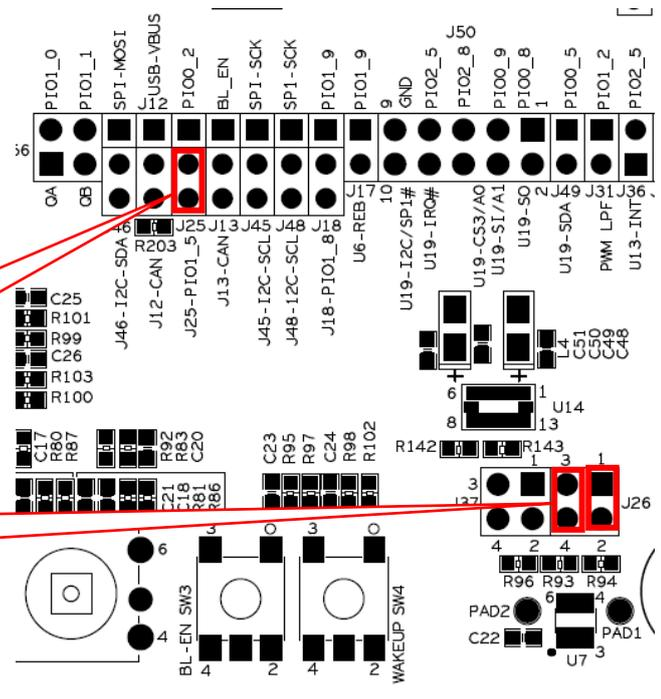 J50
PIO1_0
PIO1_1
SPI-MOSI
J12
USB-VBUS
PIO0_2
BL_EN
SPI-SCK
SP1-SCK
PIO1_9
PIO1_9
9
GND
PIO2_5
PIO2_8
PIO0_9
PIO0_8
1
PIO0_5
PIO1_2
PIO2_5
56
QA
QB
46
R203
J25
J13
J45
J48
J18
J17
10
2
J49
J31
J36
J46-I2C-SDA
J12-CAN
J25-PIO1_5
J13-CAN
J45-I2C-SCL
J48-I2C-SCL
J18-PIO1_8
U6-REB
U19-I2C/SP1#
U19-IRQ#
U19-CS3/A0
U19-SI/A1
U19-SO
U19-SDA
PWM LPF
U13-INT
C25
R101
R99
C26
R103
R100
L4
C51
C50
C49
C48
+
+
6
1
U14
8
13
C17
R80
R87
R92
R83
C20
C23
R95
R97
C24
R98
R102
R142
R143
1
3
1
3
J37
J26
4
2
4
2
C21
C18
R81
R86
6
4
3
O
3
O
BL-EN SW3
WAKEUP SW4
4
2
4
2
R96
R93
R94
6
4
PAD2
PAD1
C22
U7
3